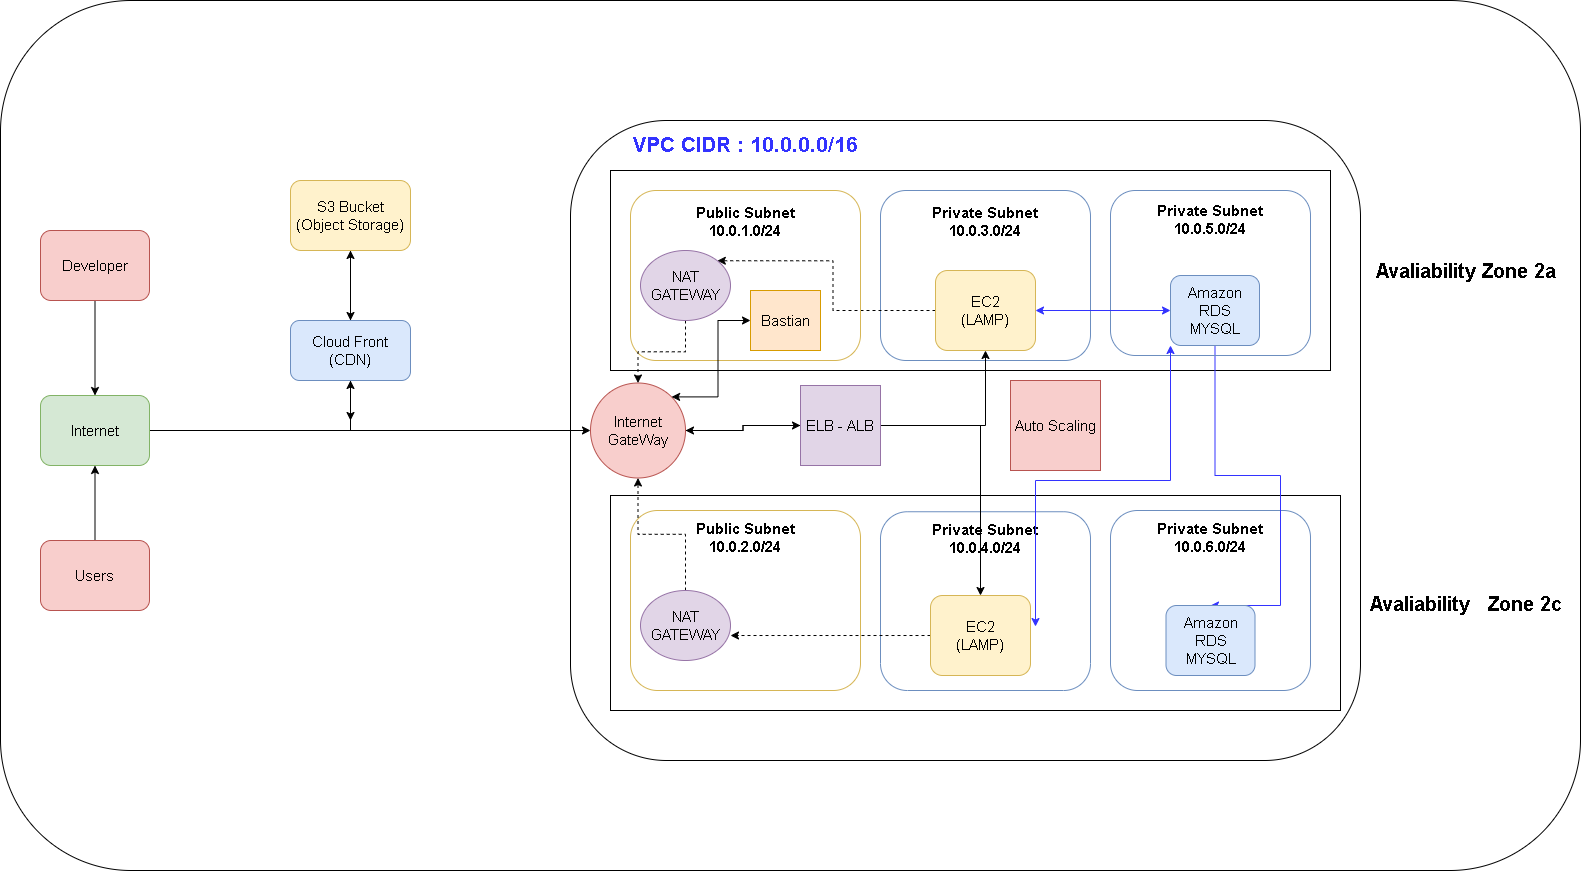 VPC CIDR : 10.0.0.0/16
S3 Bucket
(Object Storage)
Developer
Cloud Front
(CDN)
Internet
Users
Public Subnet
10.0.1.0/24
NAT
GATEWAY
Bastian
Private Subnet
10.0.3.0/24
EC2
(LAMP)
Private Subnet
10.0.5.0/24
Amazon
RDS
MYSQL
Avaliability Zone 2a
Internet
GateWay
ELB - ALB
Auto Scaling
Public Subnet
10.0.2.0/24
NAT
GATEWAY
Private Subnet
10.0.4.0/24
EC2
(LAMP)
Private Subnet
10.0.6.0/24
Amazon
RDS
MYSQL
Avaliability Zone 2c